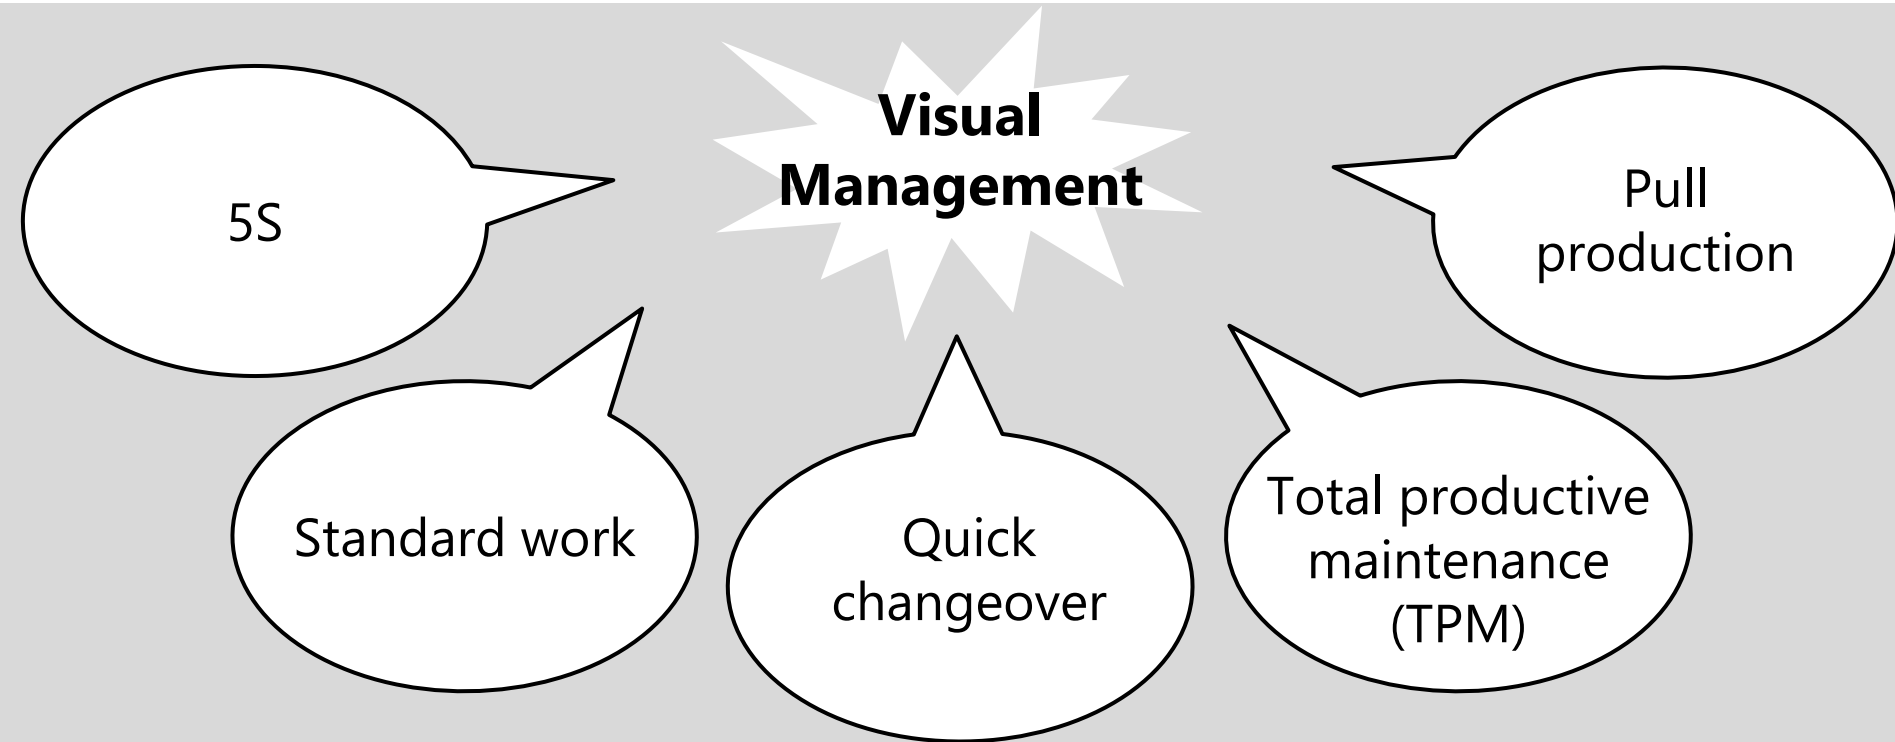 Visual
Management
5S
Pull
production
Standard work
Quick
changeover
Total productive
maintenance
(TPM)